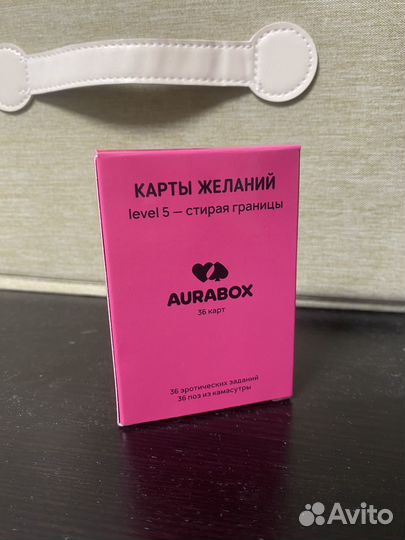 КАРТЫ ЖЕЛАНИЙ
level 5 — стирая границы
AURABOX
36 карт
36 эротических заданий
36 поз из камасутры
Avito